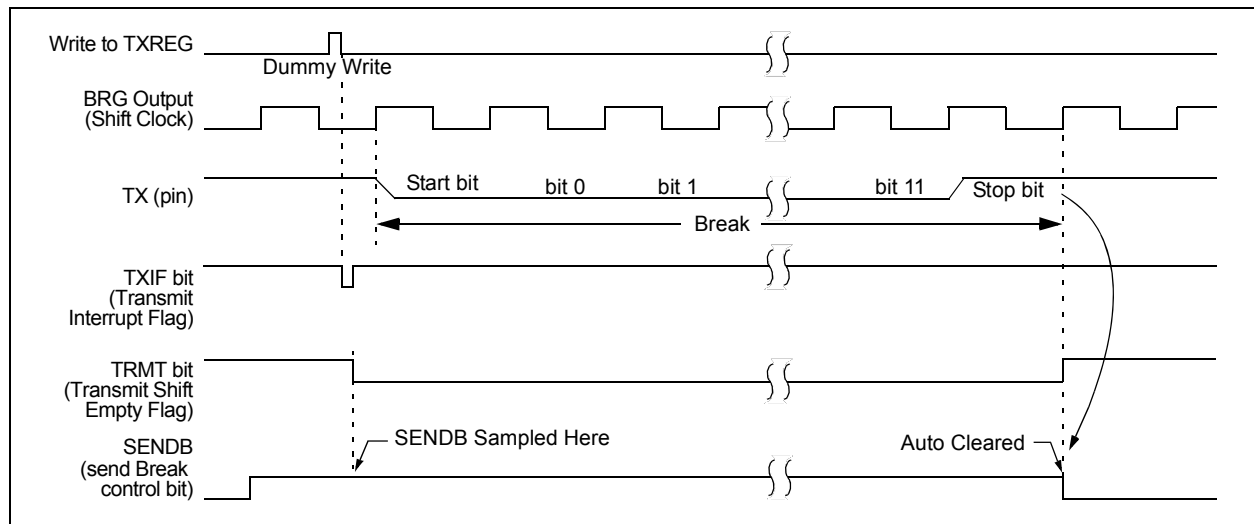 Write to TXREG
Dummy Write
BRG Output
(Shift Clock)
TX (pin)
Start bit
bit 0
bit 1
bit 11
Stop bit
Break
TXIF bit
(Transmit
Interrupt Flag)
TRMT bit
(Transmit Shift
Empty Flag)
SENDB Sampled Here
Auto Cleared
SENDB
(send Break
control bit)